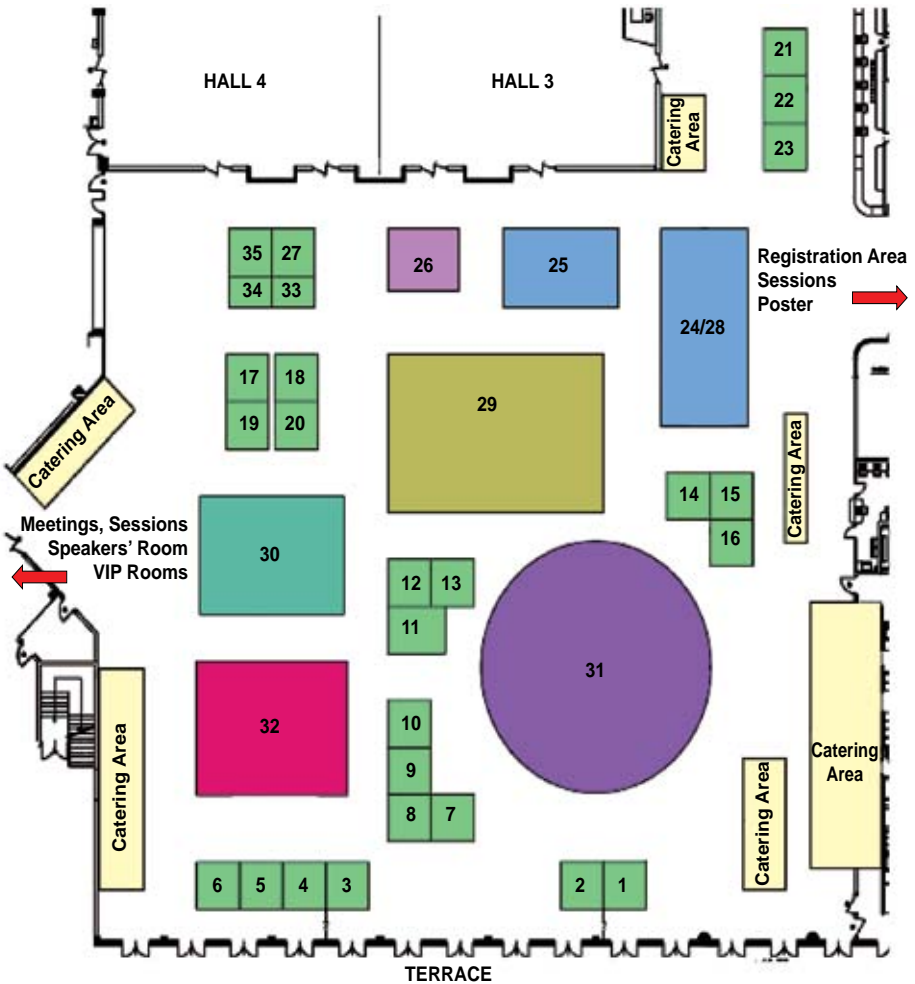 HALL 4
HALL 3
21
22
23
Catering
Area
35
27
34
33
26
25
24/28
Registration Area
Sessions
Poster
17
18
19
20
29
Catering Area
Catering Area
14
15
16
Meetings, Sessions
Speakers' Room
VIP Rooms
30
12
13
11
31
32
10
9
8
7
Catering
Area
Catering Area
Catering Area
6
5
4
3
2
1
TERRACE